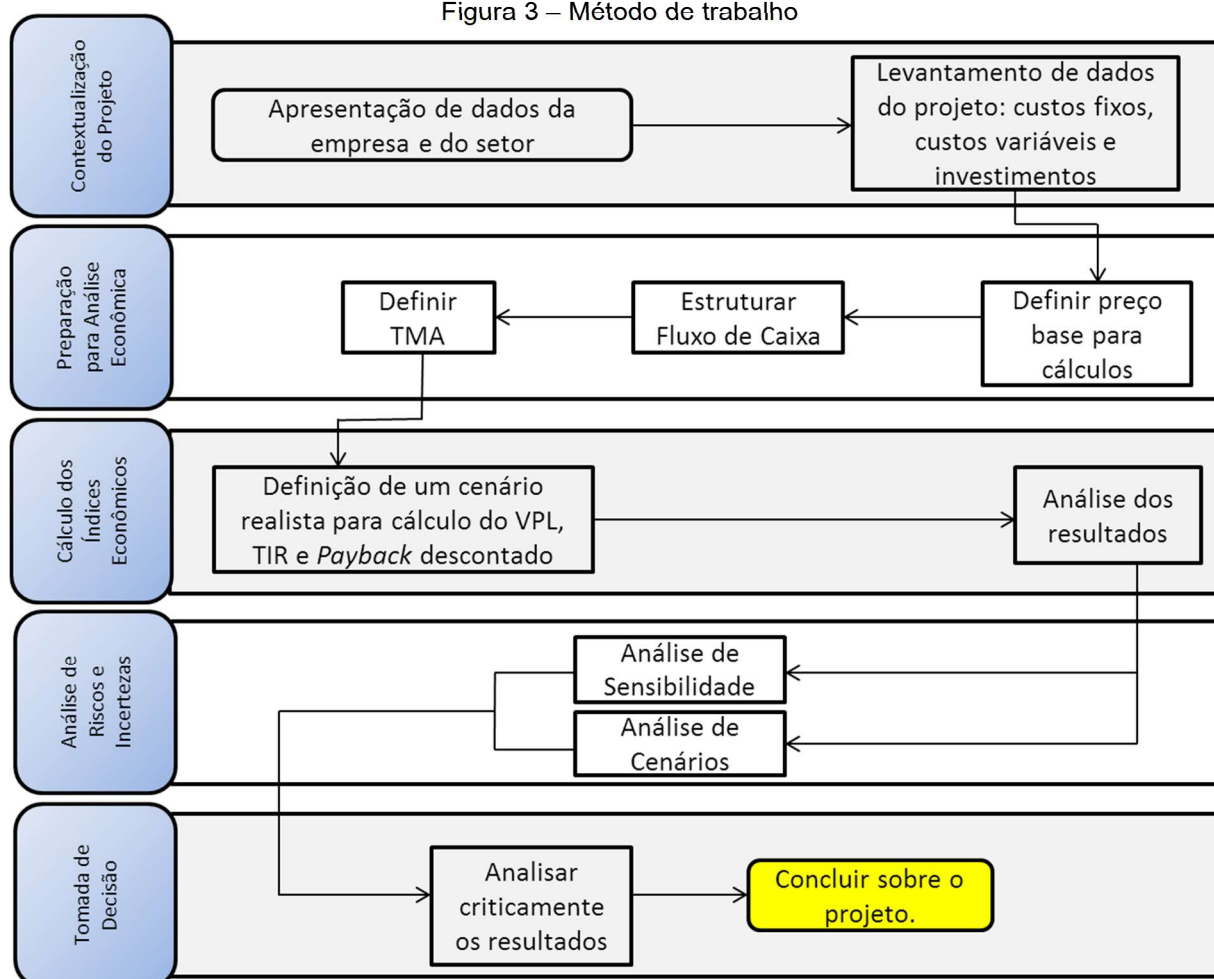 Figura 3 – Método de trabalho
Contextualização
do Projeto
Apresentação de dados da
empresa e do setor
Levantamento de dados
do projeto: custos fixos,
custos variáveis e
investimentos
Preparação
para Análise
Econômica
Definir
TMA
Estruturar
Fluxo de Caixa
Definir preço
base para
cálculos
Cálculo dos
Índices
Econômicos
Definição de um cenário
realista para cálculo do VPL,
TIR e Payback descontado
Análise dos
resultados
Análise de
Riscos e
Incertezas
Análise de
Sensibilidade
Análise de
Cenários
Tomada de
Decisão
Analisar
criticamente
os resultados
Concluir sobre o
projeto.